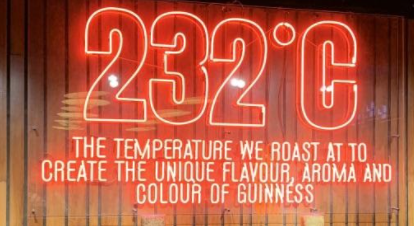 232°C
THE TEMPERATURE WE ROAST AT TO
CREATE THE UNIQUE FLAVOUR, AROMA AND
COLOUR OF GUINNESS